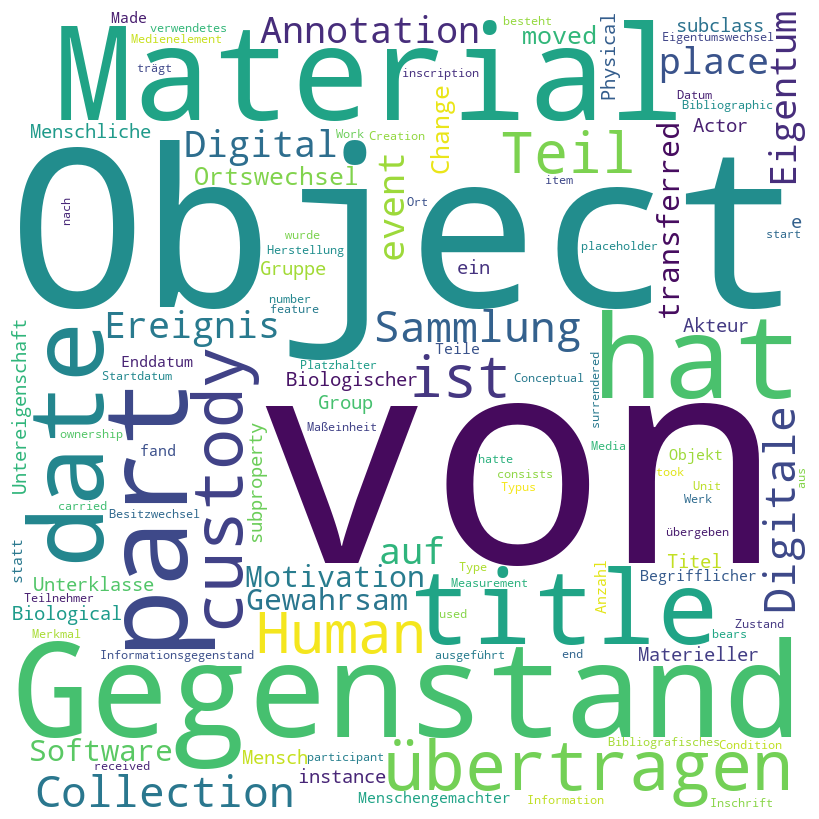 Made
verwendetes
Annotation
besteht
subclass
Medienelement
moved
Eigentumswechsel
Material
trägt
inscription
Physical
place
Datum
Bibliographic
Eigentum
Menschliche
Digital
Work
Creation
Change
Teil
Actor
transferred
Ortswechsel
event
item
Object
nach
Ort
wurde
Herstellung
placeholder
e
start
Gruppe
ein
number
feature
date
Ereignis
Sammlung
hat
Akteur
Untereigenschaft
Enddatum
Startdatum
part
custody
Platzhalter
Teile
Biologischer
ist
Conceptual
surrendered
Group
Maßeinheit
von
Digitale
ownership
fand
subproperty
hatte
consists
Typus
Media
Objekt
took
Unit
Werk
aus
carried
Besitzwechsel
übergeben
statt
auf
Titel
Unterklasse
Motivation
Type
Measurement
Anzahl
Begrifflicher
Teilnehmer
Biological
Gewahrsam
used
title
Zustand
bears
Merkmal
Human
Informationsgegenstand
ausgeführt
end
Materieller
Gegenstand
Software
received
Mensch
participant
instance
übertragen
Bibliografisches
Condition
Collection
Menschengemachter
Information
Inschrift